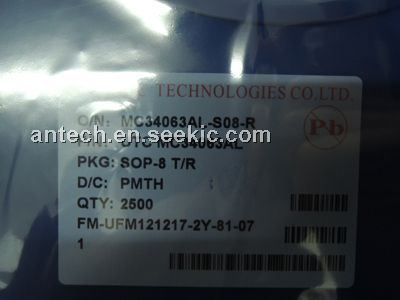 TECHNOLOGIES CO.LTD.
O/N: MC34063AL-S08-R
Pb
antech.en.seekic.com
MC34063AL
PKG: SOP-8 T/R
D/C: PMTH
QTY: 2500
FM-UFM121217-2Y-81-07
1